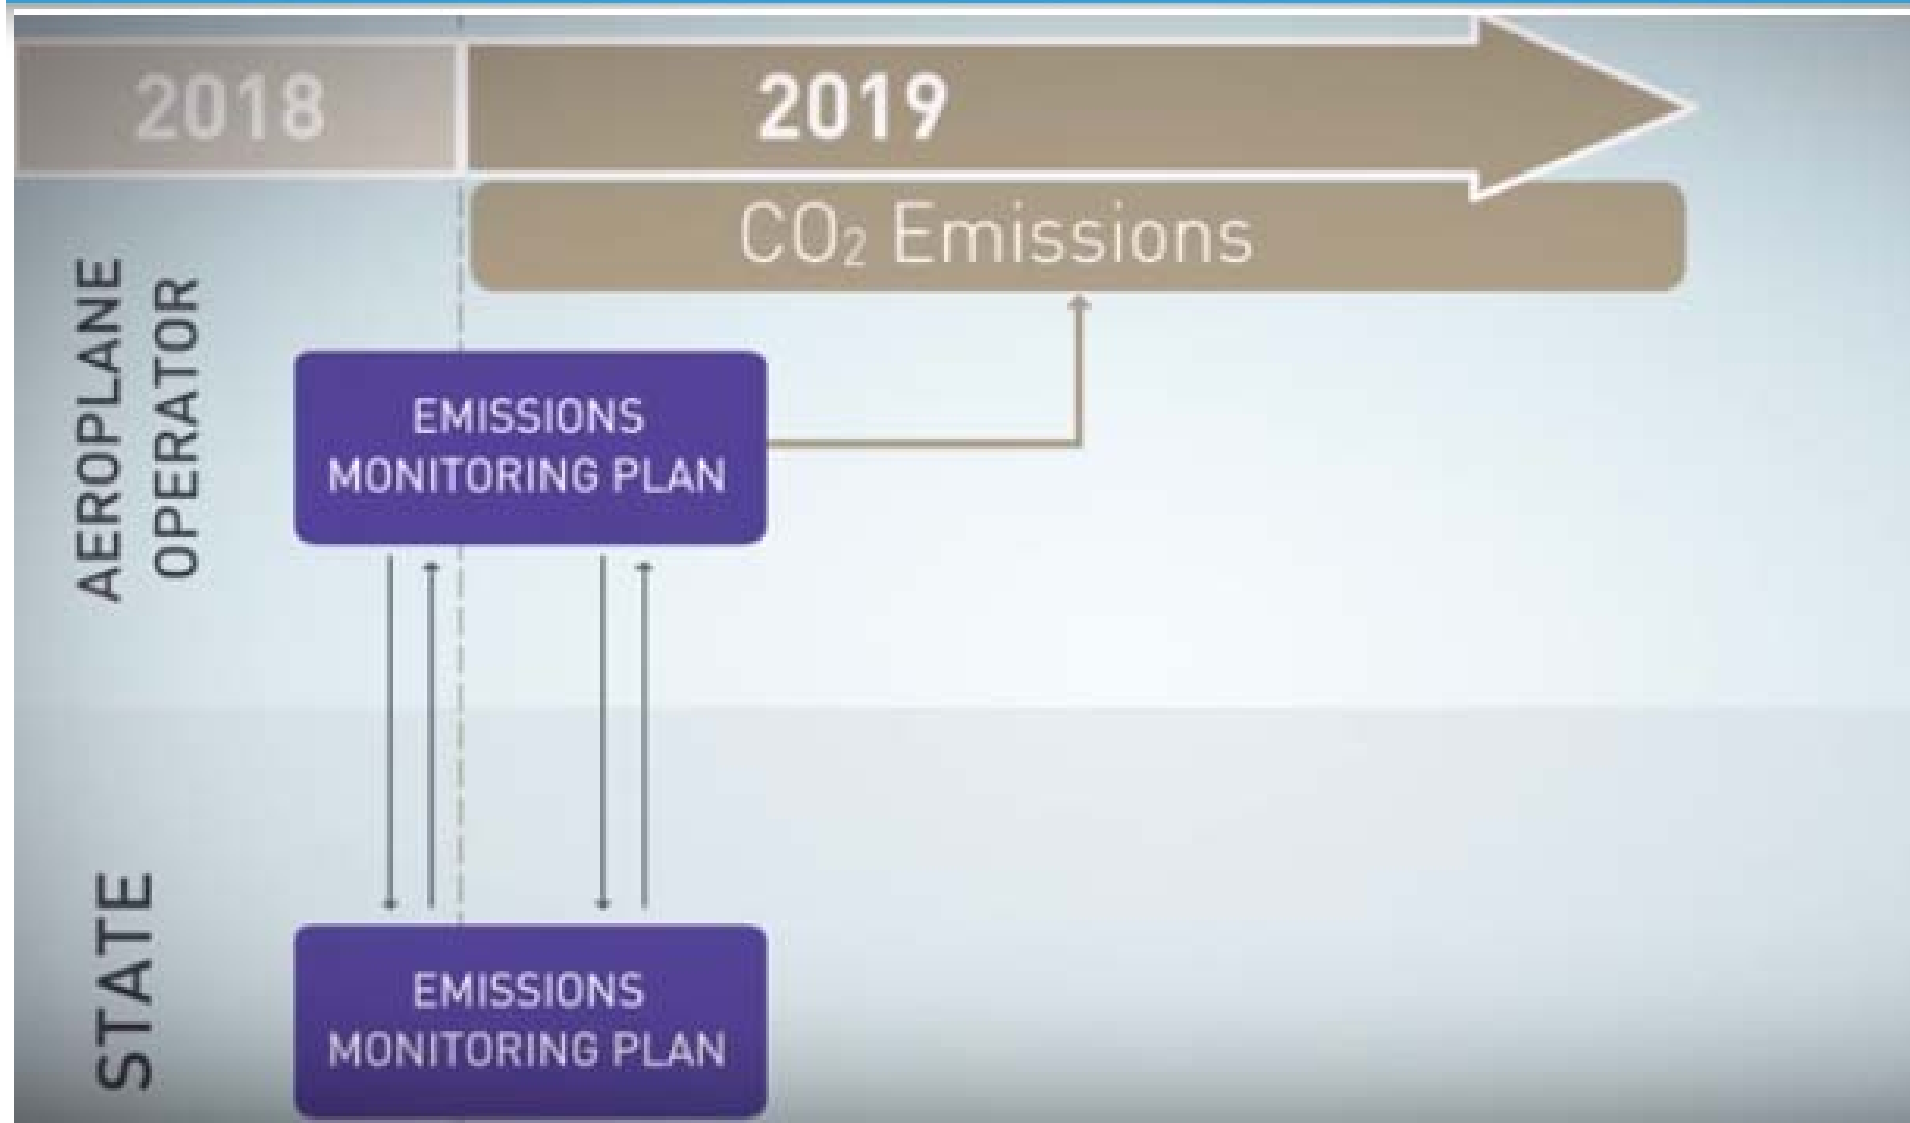 2018
2019
CO₂ Emissions
AEROPLANE
OPERATOR
EMISSIONS
MONITORING PLAN
STATE
EMISSIONS
MONITORING PLAN